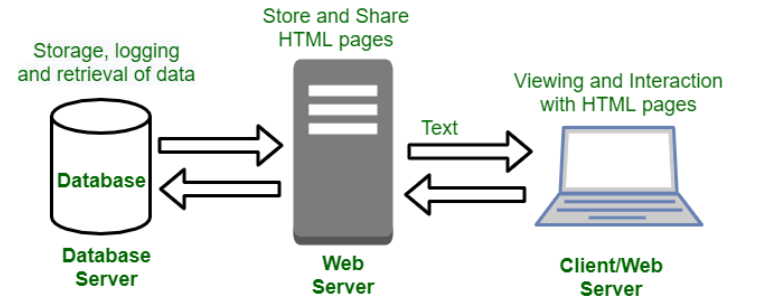 Storage, logging
and retrieval of data
Database
Database
Server
Store and Share
HTML pages
Web
Server
Text
Viewing and Interaction
with HTML pages
Client/Web
Server